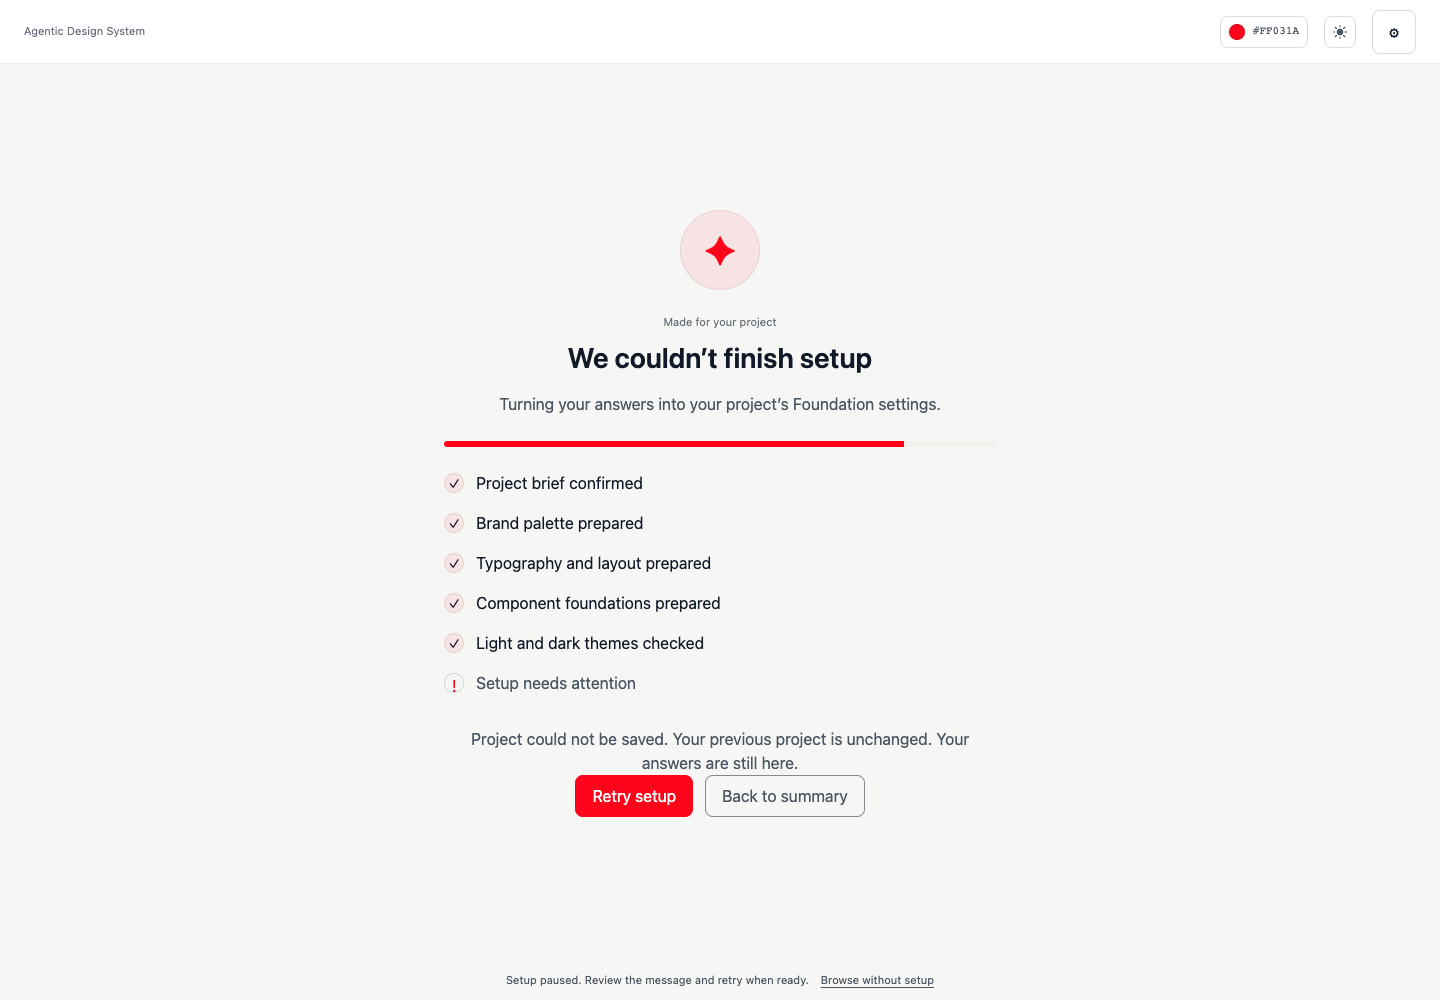 Agentic Design System
#FF031A
Made for your project
We couldn’t finish setup
Turning your answers into your project’s Foundation settings.
Project brief confirmed
Brand palette prepared
Typography and layout prepared
Component foundations prepared
Light and dark themes checked
! Setup needs attention
Project could not be saved. Your previous project is unchanged. Your
answers are still here.
Retry setup
Back to summary
Setup paused. Review the message and retry when ready. Browse without setup